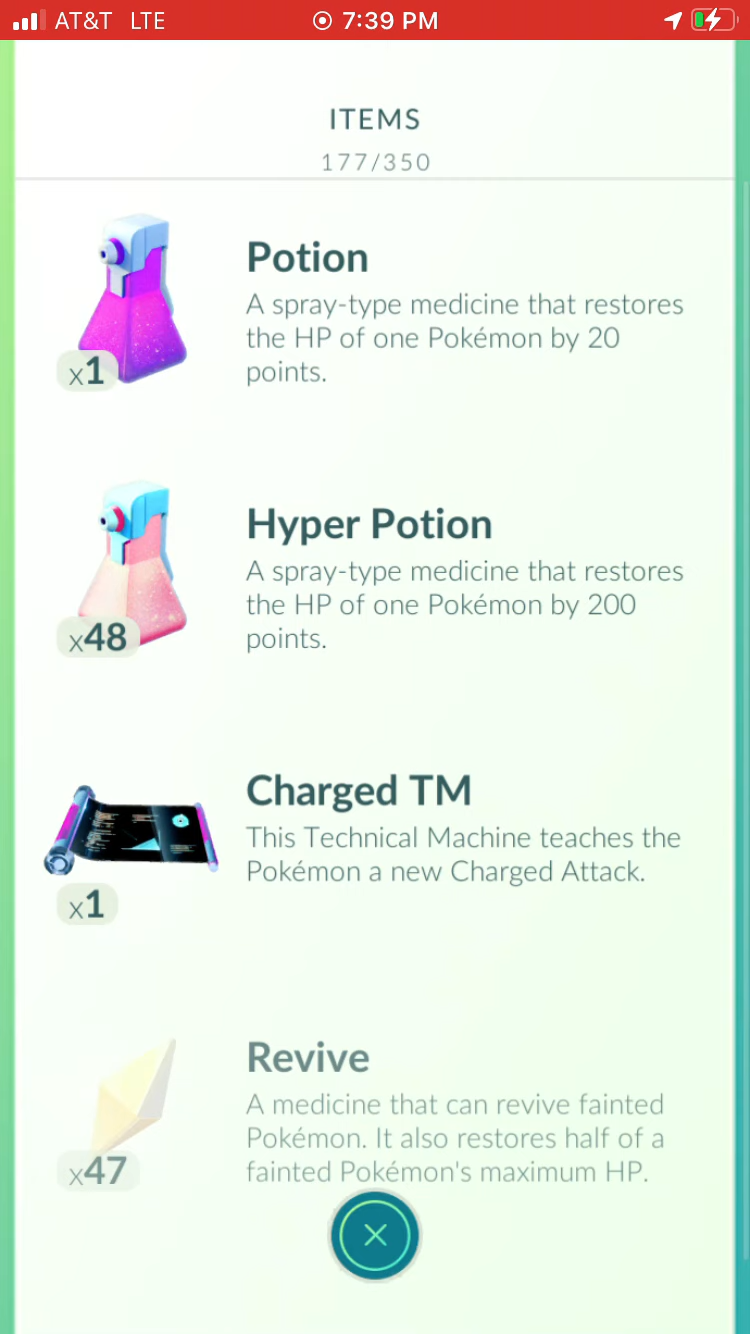 AT&T LTE 7:39 PM
ITEMS
177/350
Potion
A spray-type medicine that restores
the HP of one Pokémon by 20
points.
x1
Hyper Potion
A spray-type medicine that restores
the HP of one Pokémon by 200
points.
x48
Charged TM
This Technical Machine teaches the
Pokémon a new Charged Attack.
x1
Revive
A medicine that can revive fainted
Pokémon. It also restores half of a
fainted Pokémon's maximum HP.
x47